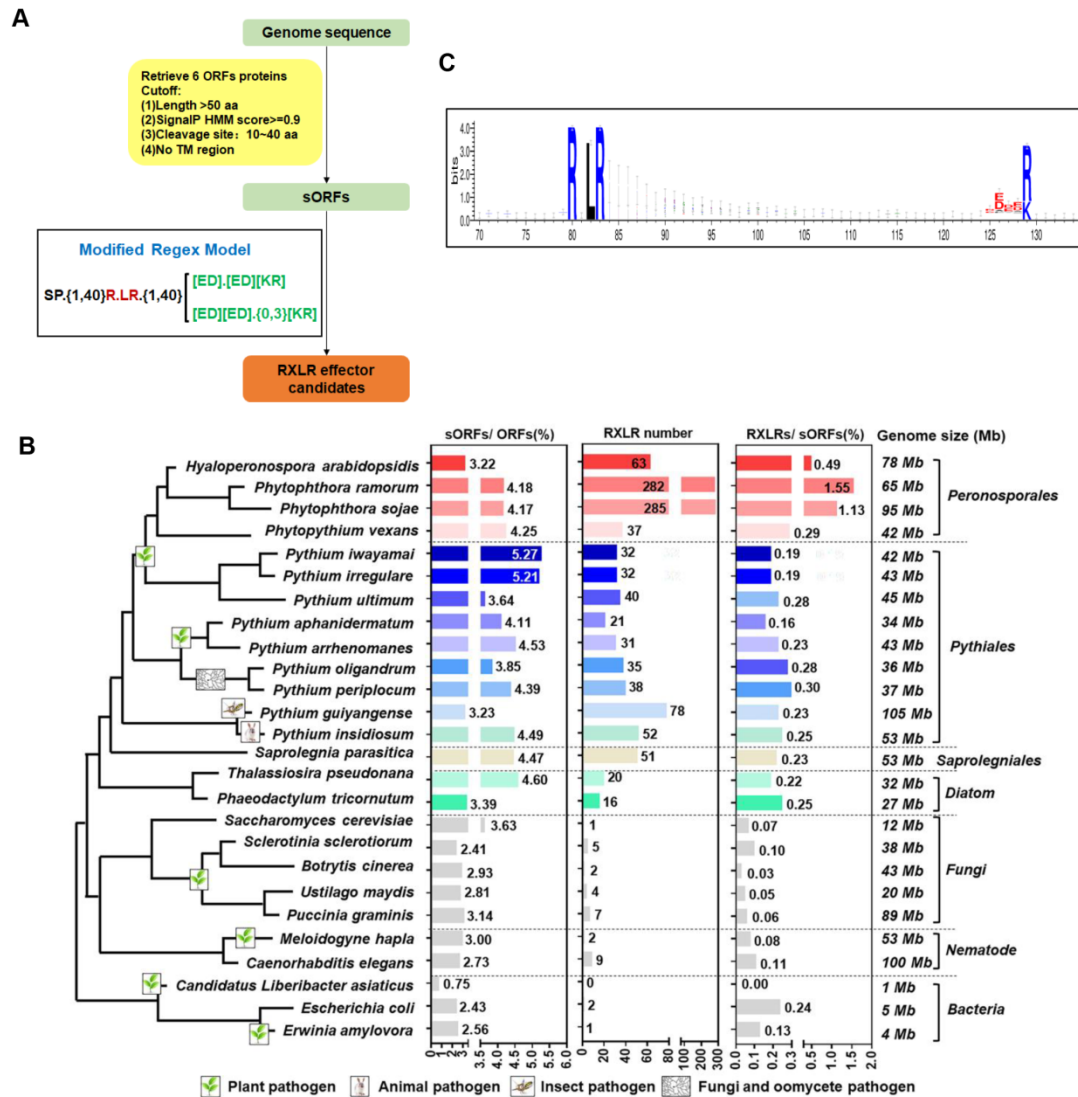 A
Genome sequence
Retrieve 6 ORFs proteins
Cutoff:
(1)Length >50 aa
(2)SignalP HMM score>=0.9
(3)Cleavage site：10~40 aa
(4)No TM region
sORFs
Modified Regex Model
SP.{1,40}R.LR.{1,40}
[ED].[ED][KR]
[ED][ED].{0,3}[KR]
RXLR effector
candidates
C
bits
4.0
3.0
2.0
1.0
0.0
70 75 80 85 90 95 100 105 110 115 120 125 130
B
sORFs/ ORFs(%) RXLR number RXLRs/ sORFs(%) Genome size (Mb)
Hyaloperonospora arabidopsidis 3.22 63 0.49 78 Mb
Phytophthora ramorum 4.18 282 1.55 65 Mb
Phytophthora sojae 4.17 285 1.13 95 Mb
Phytopythium vexans 4.25 37 0.29 42 Mb
Peronosporales
Pythium iwayamai 5.27 32 0.19 42 Mb
Pythium irregulare 5.21 32 0.19 43 Mb
Pythium ultimum 3.64 40 0.28 45 Mb
Pythium aphanidermatum 4.11 21 0.16 34 Mb
Pythium arrhenomanes 4.53 31 0.23 43 Mb
Pythium oligandrum 3.85 35 0.28 36 Mb
Pythium periplocum 4.39 38 0.30 37 Mb
Pythium guiyangense 3.23 78 0.23 105 Mb
Pythium insidiosum 4.49 52 0.25 53 Mb
Pythiales
Saprolegnia parasitica 4.47 51 0.23 53 Mb
Saprolegniales
Thalassiosira pseudonana 4.60 20 0.22 32 Mb
Phaeodactylum tricornutum 3.39 16 0.25 27 Mb
Diatom
Saccharomyces cerevisiae 3.63 1 0.07 12 Mb
Sclerotinia sclerotiorum 2.41 5 0.10 38 Mb
Botrytis cinerea 2.93 2 0.03 43 Mb
Ustilago maydis 2.81 4 0.05 20 Mb
Puccinia graminis 3.14 7 0.06 89 Mb
Fungi
Meloidogyne hapla 3.00 2 0.08 53 Mb
Caenorhabditis elegans 2.73 9 0.11 100 Mb
Nematode
Candidatus Liberibacter asiaticus 0.75 0 0.00 1 Mb
Escherichia coli 2.43 2 0.24 5 Mb
Erwinia amylovora 2.56 1 0.13 4 Mb
Bacteria
0 1 2 3 3.5 4.5 5.0 5.5 6.0
0 20 40 60 80 100 200 300
0.0 0.1 0.2 0.3 0.5 1.0 1.5 2.0
Plant pathogen Animal pathogen Insect pathogen Fungi and oomycete pathogen